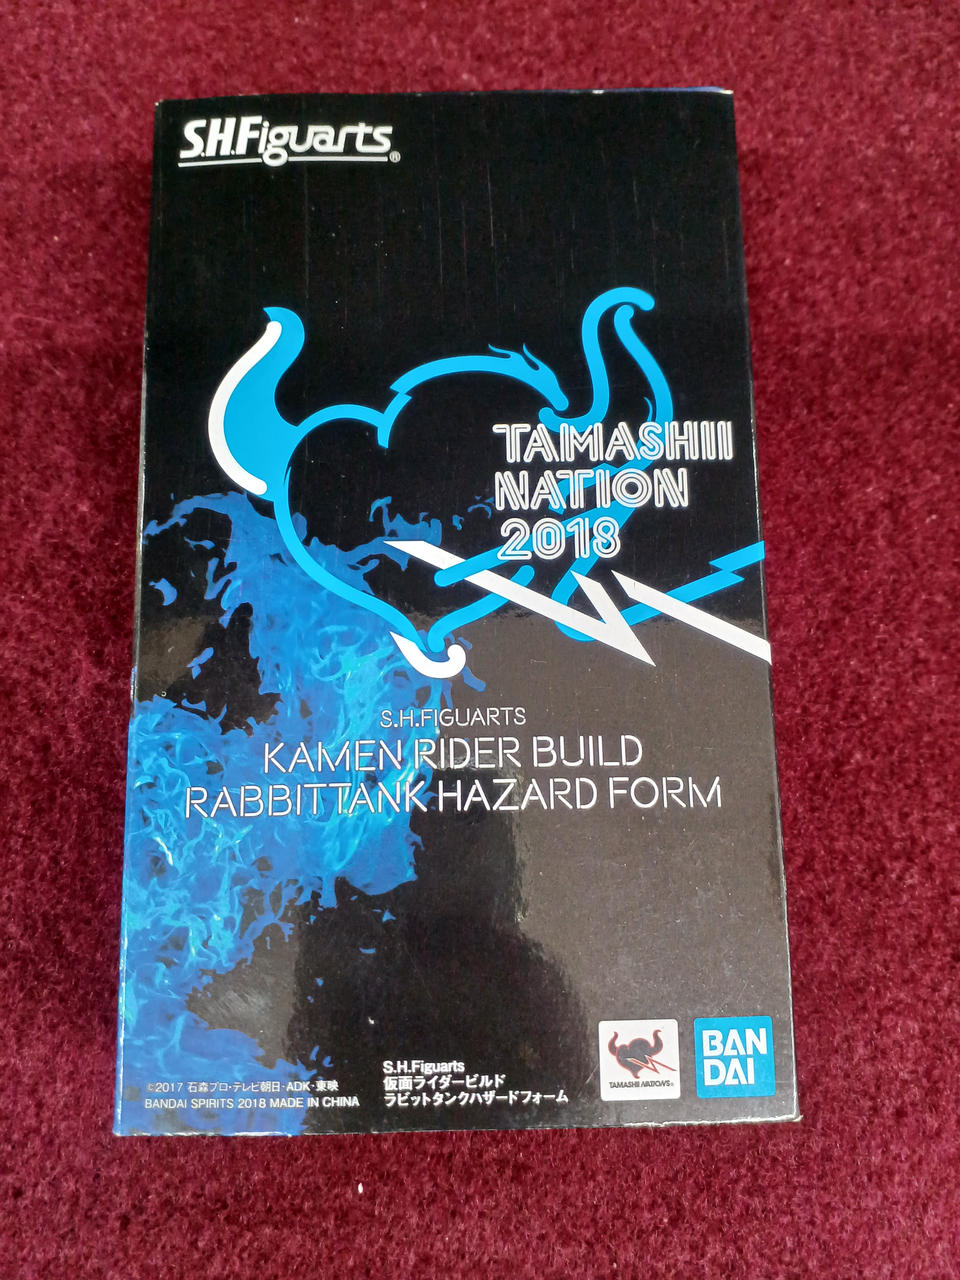 S.H.Figuarts®
TAMASHII
NATION
2018
S.H.FIGUARTS
KAMEN RIDER BUILD
RABBITTANK HAZARD FORM
©2017 石森プロ・テレビ朝日・ADK・東映
BANDAI SPIRITS 2018 MADE IN CHINA
S.H.Figuarts
仮面ライダービルド
ラビットタンクハザードフォーム
TAMASHII NATIONS®
BAN
DAI